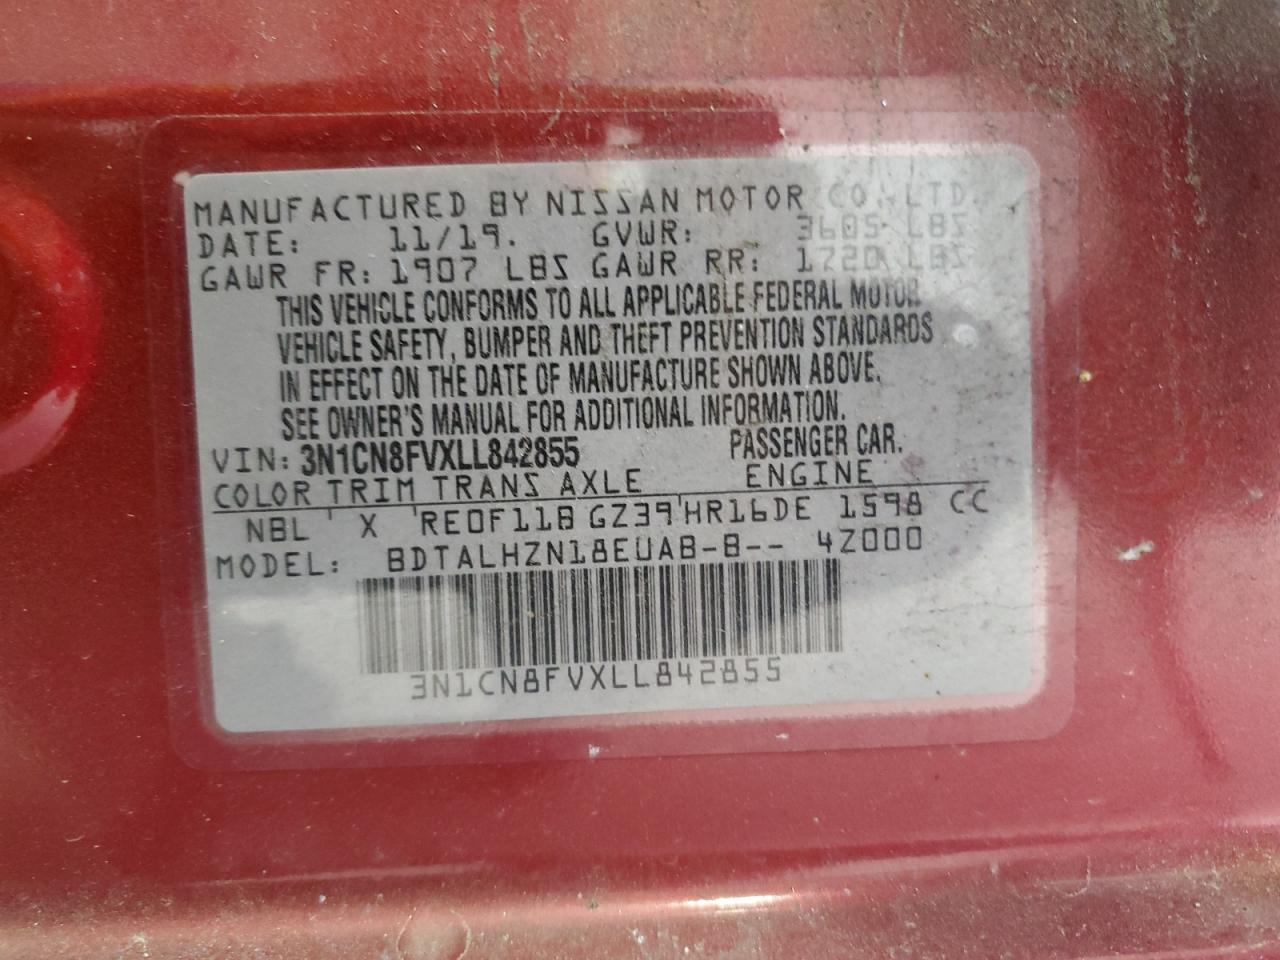 MANUFACTURED BY NISSAN MOTOR CO., LTD.
DATE: 11/19. GVWR: 3605 LBS
GAWR FR: 1907 LBS GAWR RR: 1720 LBS
THIS VEHICLE CONFORMS TO ALL APPLICABLE FEDERAL MOTOR
VEHICLE SAFETY, BUMPER AND THEFT PREVENTION STANDARDS
IN EFFECT ON THE DATE OF MANUFACTURE SHOWN ABOVE.
SEE OWNER'S MANUAL FOR ADDITIONAL INFORMATION.
VIN: 3N1CN8FVXLL842855 PASSENGER CAR.
COLOR TRIM TRANS AXLE ENGINE
NBL X RE0F11B GZ39 HR16DE 1598 CC
MODEL: BDTALHZN18EUAB-B-- 4Z000
3N1CN8FVXLL842855